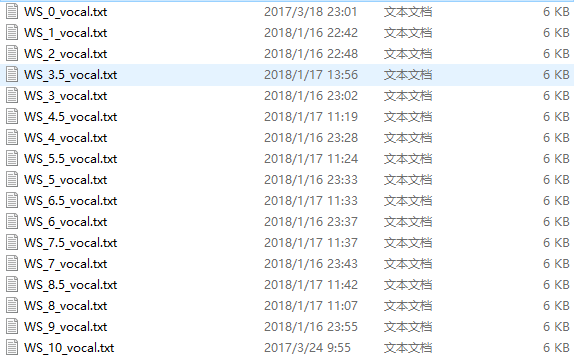 WS_0_vocal.txt 2017/3/18 23:01 文本文档 6 KB
WS_1_vocal.txt 2018/1/16 22:42 文本文档 6 KB
WS_2_vocal.txt 2018/1/16 22:48 文本文档 6 KB
WS_3.5_vocal.txt 2018/1/17 13:56 文本文档 6 KB
WS_3_vocal.txt 2018/1/16 23:02 文本文档 6 KB
WS_4.5_vocal.txt 2018/1/17 11:19 文本文档 6 KB
WS_4_vocal.txt 2018/1/16 23:28 文本文档 6 KB
WS_5.5_vocal.txt 2018/1/17 11:24 文本文档 6 KB
WS_5_vocal.txt 2018/1/16 23:33 文本文档 6 KB
WS_6.5_vocal.txt 2018/1/17 11:33 文本文档 6 KB
WS_6_vocal.txt 2018/1/16 23:37 文本文档 6 KB
WS_7.5_vocal.txt 2018/1/17 11:37 文本文档 6 KB
WS_7_vocal.txt 2018/1/16 23:43 文本文档 6 KB
WS_8.5_vocal.txt 2018/1/17 11:42 文本文档 6 KB
WS_8_vocal.txt 2018/1/17 11:07 文本文档 6 KB
WS_9_vocal.txt 2018/1/16 23:55 文本文档 6 KB
WS_10_vocal.txt 2017/3/24 9:55 文本文档 6 KB